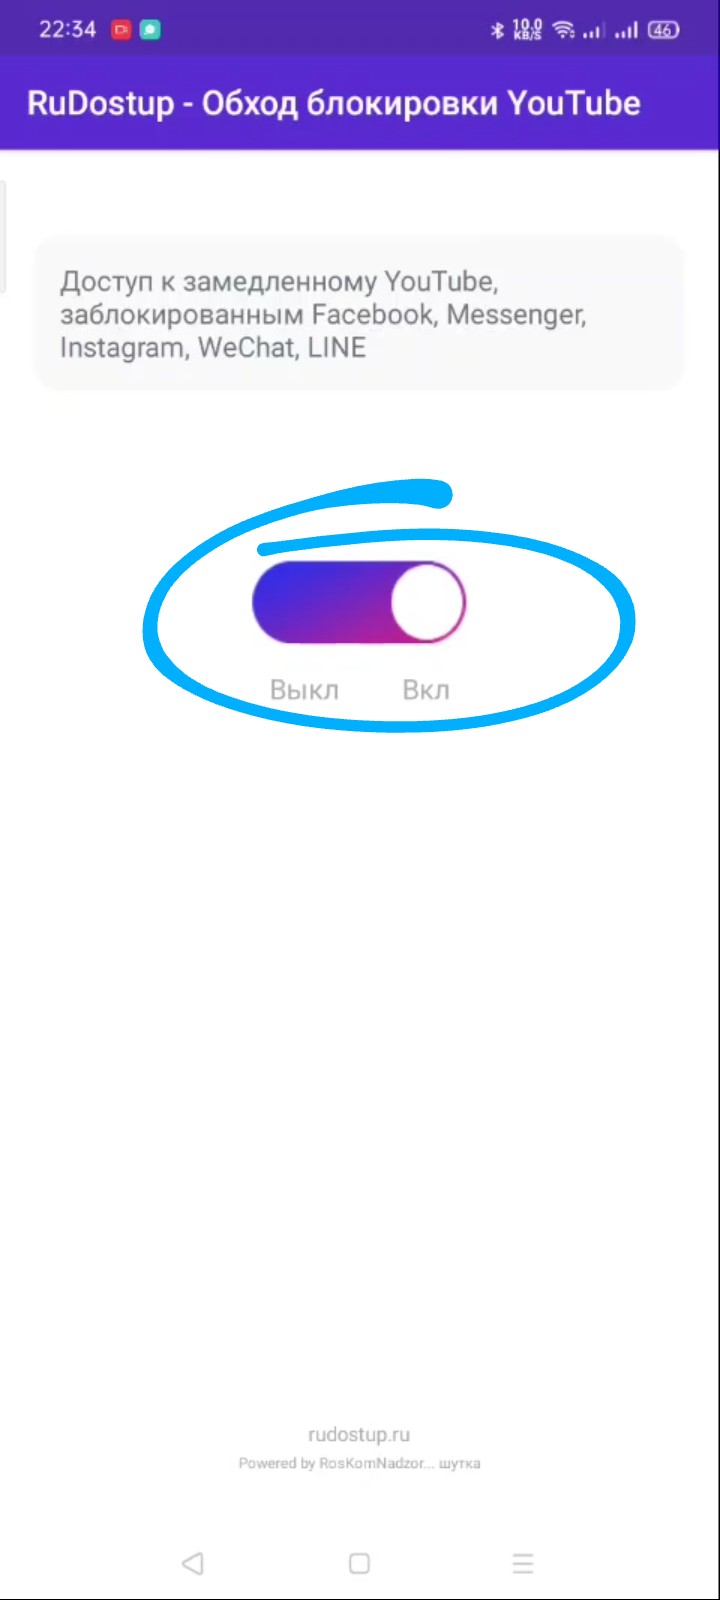 22:34 10.0 KB/S 46
RuDostup - Обход блокировки YouTube
Доступ к замедленному YouTube,
заблокированным Facebook, Messenger,
Instagram, WeChat, LINE
Выкл Вкл
rudostup.ru
Powered by RosKomNadzor... шутка